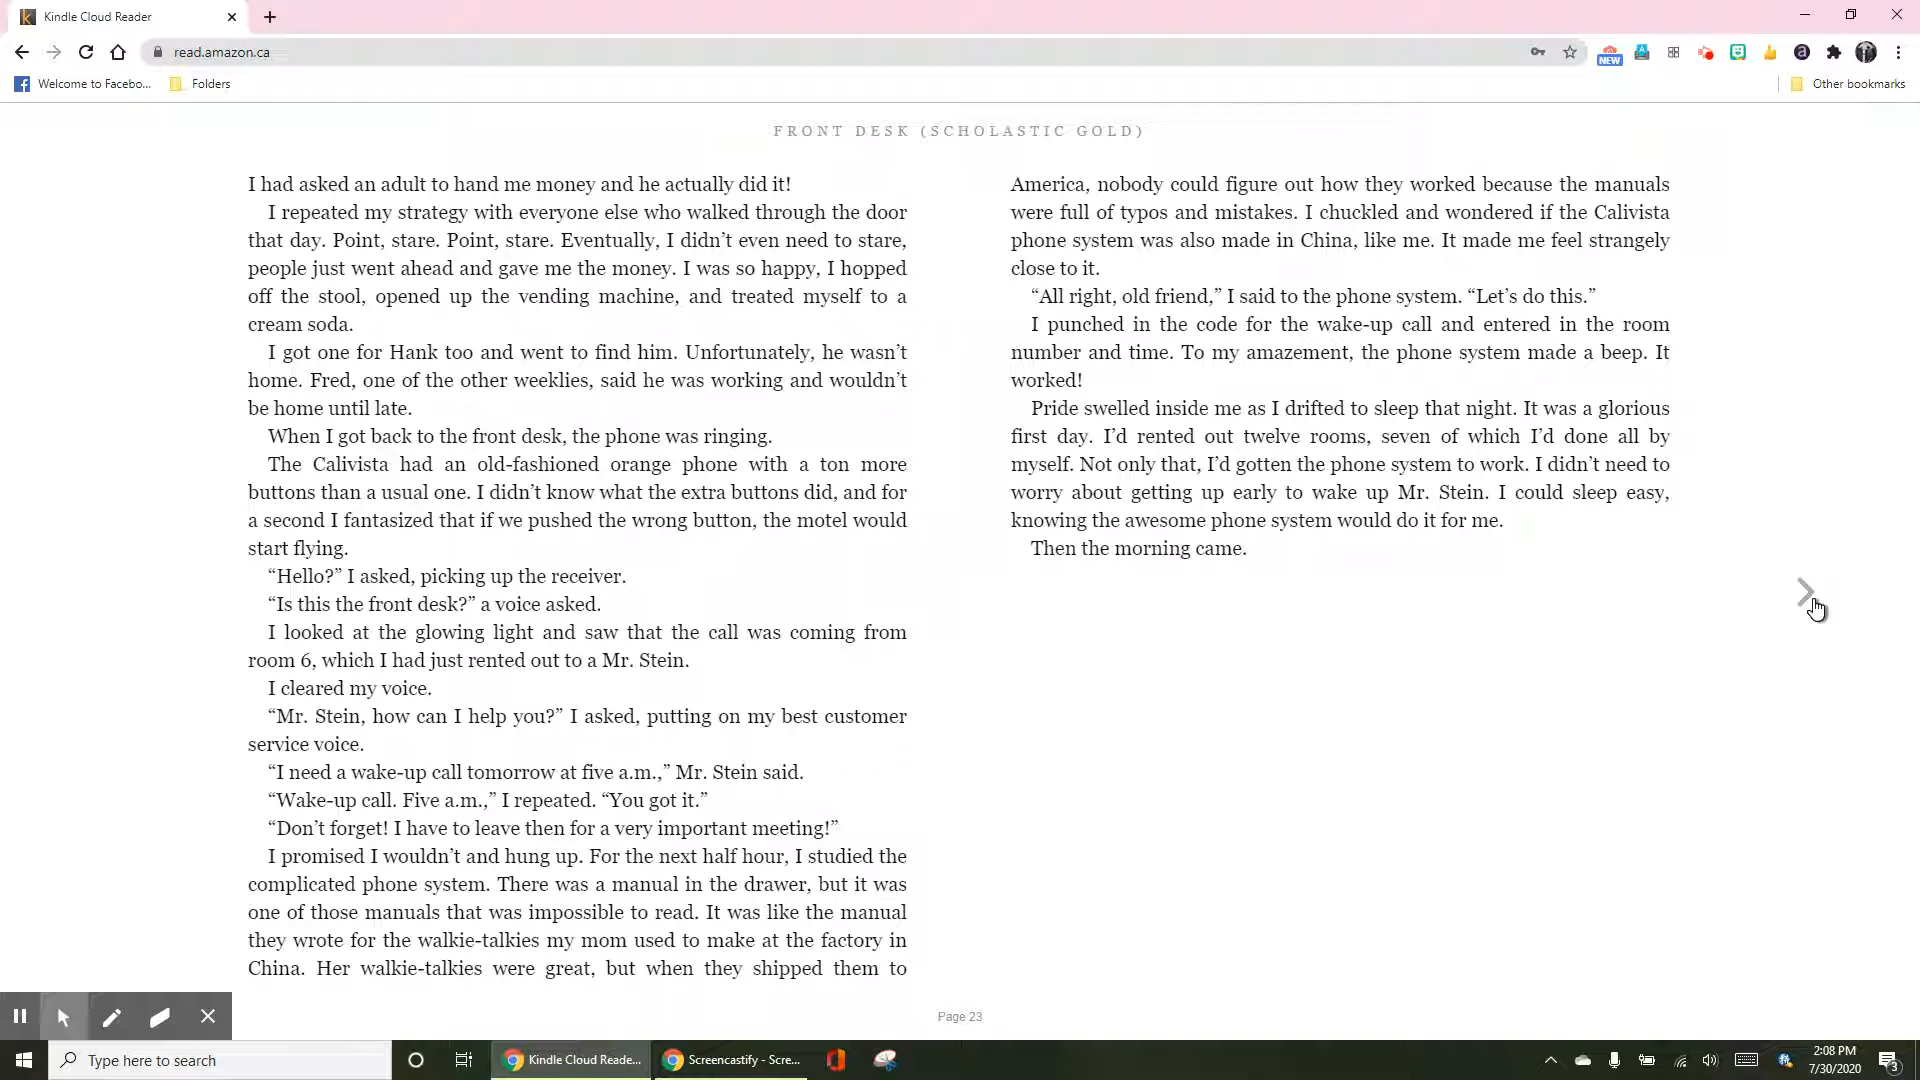 Kindle Cloud Reader
read.amazon.ca
NEW
Welcome to Facebo...
Folders
Other bookmarks
FRONT DESK (SCHOLASTIC GOLD)
I had asked an adult to hand me money and he actually did it!
I repeated my strategy with everyone else who walked through the door
that day. Point, stare. Point, stare. Eventually, I didn’t even need to stare,
people just went ahead and gave me the money. I was so happy, I hopped
off the stool, opened up the vending machine, and treated myself to a
cream soda.
I got one for Hank too and went to find him. Unfortunately, he wasn’t
home. Fred, one of the other weeklies, said he was working and wouldn’t
be home until late.
When I got back to the front desk, the phone was ringing.
The Calivista had an old-fashioned orange phone with a ton more
buttons than a usual one. I didn’t know what the extra buttons did, and for
a second I fantasized that if we pushed the wrong button, the motel would
start flying.
“Hello?” I asked, picking up the receiver.
“Is this the front desk?” a voice asked.
I looked at the glowing light and saw that the call was coming from
room 6, which I had just rented out to a Mr. Stein.
I cleared my voice.
“Mr. Stein, how can I help you?” I asked, putting on my best customer
service voice.
“I need a wake-up call tomorrow at five a.m.,” Mr. Stein said.
“Wake-up call. Five a.m.,” I repeated. “You got it.”
“Don’t forget! I have to leave then for a very important meeting!”
I promised I wouldn’t and hung up. For the next half hour, I studied the
complicated phone system. There was a manual in the drawer, but it was
one of those manuals that was impossible to read. It was like the manual
they wrote for the walkie-talkies my mom used to make at the factory in
China. Her walkie-talkies were great, but when they shipped them to
America, nobody could figure out how they worked because the manuals
were full of typos and mistakes. I chuckled and wondered if the Calivista
phone system was also made in China, like me. It made me feel strangely
close to it.
“All right, old friend,” I said to the phone system. “Let’s do this.”
I punched in the code for the wake-up call and entered in the room
number and time. To my amazement, the phone system made a beep. It
worked!
Pride swelled inside me as I drifted to sleep that night. It was a glorious
first day. I’d rented out twelve rooms, seven of which I’d done all by
myself. Not only that, I’d gotten the phone system to work. I didn’t need to
worry about getting up early to wake up Mr. Stein. I could sleep easy,
knowing the awesome phone system would do it for me.
Then the morning came.
Page 23
Type here to search
Kindle Cloud Reade...
Screencastify - Scre...
2:08 PM
7/30/2020
3